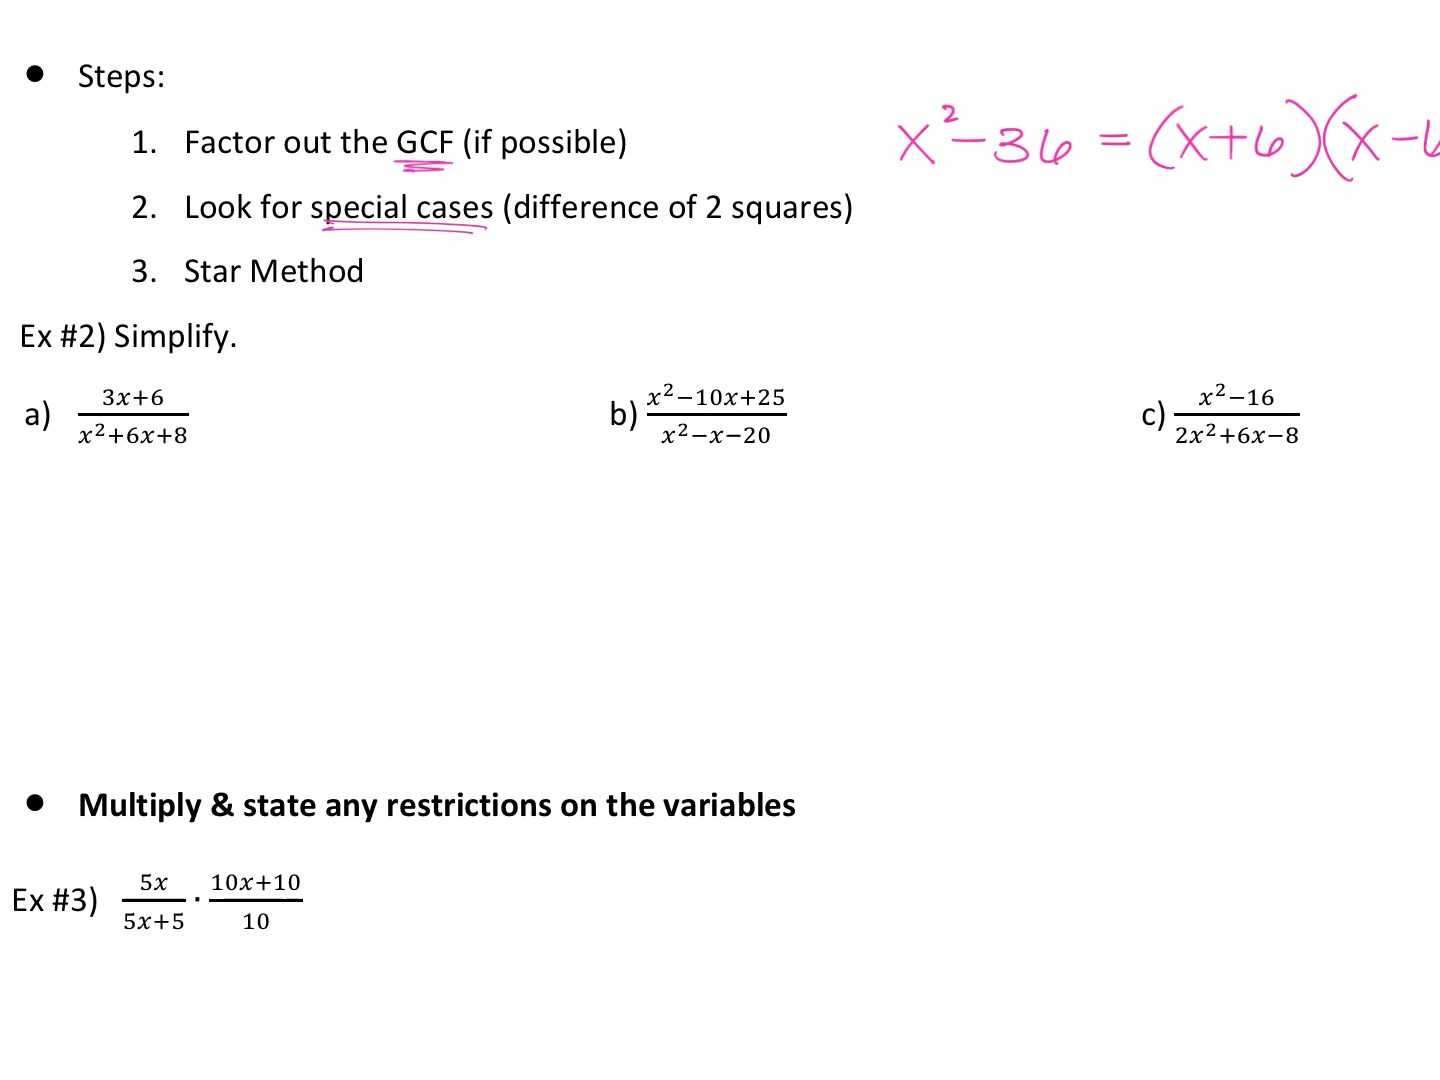 ● Steps:
1. Factor out the GCF (if possible)
x² - 36 = (x+6)(x-6
2. Look for special cases (difference of 2 squares)
3. Star Method
Ex #2) Simplify.
a) (3x+6)/(x²+6x+8) b) (x²−10x+25)/(x²−x−20) c) (x²−16)/(2x²+6x−8)
● Multiply & state any restrictions on the variables
Ex #3) (5x)/(5x+5) · (10x+10)/(10)